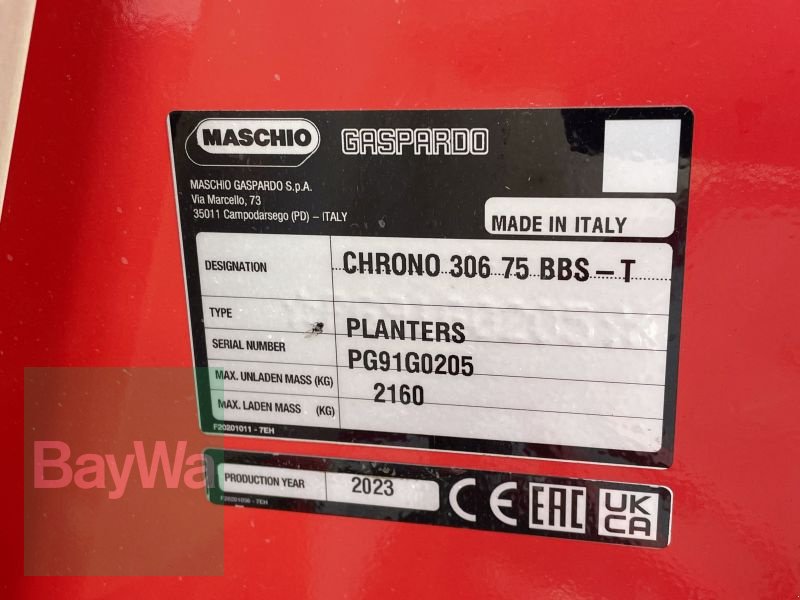 MASCHIO GASPARDO
MASCHIO GASPARDO S.p.A.
Via Marcello, 73
35011 Campodarsego (PD) – ITALY
MADE IN ITALY
DESIGNATION CHRONO 306 75 BBS – T
TYPE PLANTERS
SERIAL NUMBER PG91G0205
MAX. UNLADEN MASS (KG) 2160
MAX. LADEN MASS (KG)
F20201011 - 7EH
PRODUCTION YEAR 2023
CE EAC UK CA
BayWa